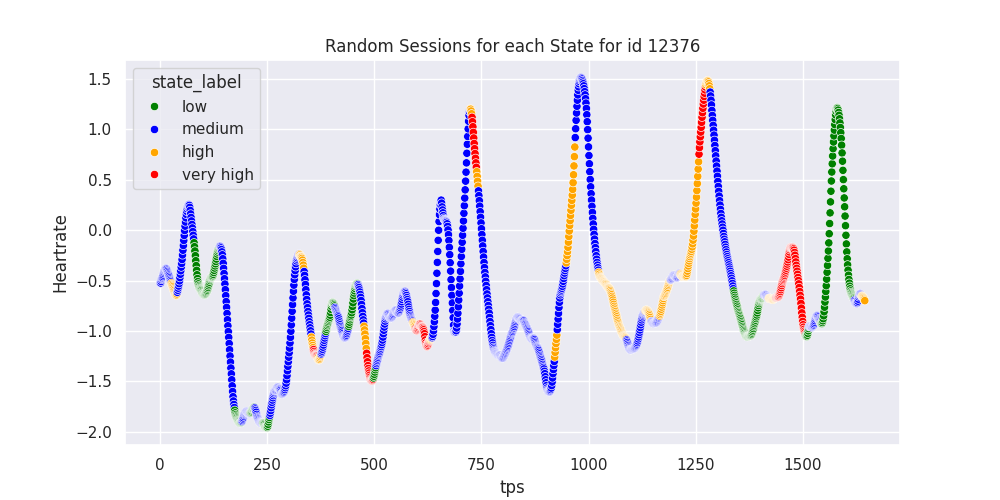 Random Sessions for each State for id 12376
state_label
low
medium
high
very high
Heartrate
1.5
1.0
0.5
0.0
−0.5
−1.0
−1.5
−2.0
0 250 500 750 1000 1250 1500
tps